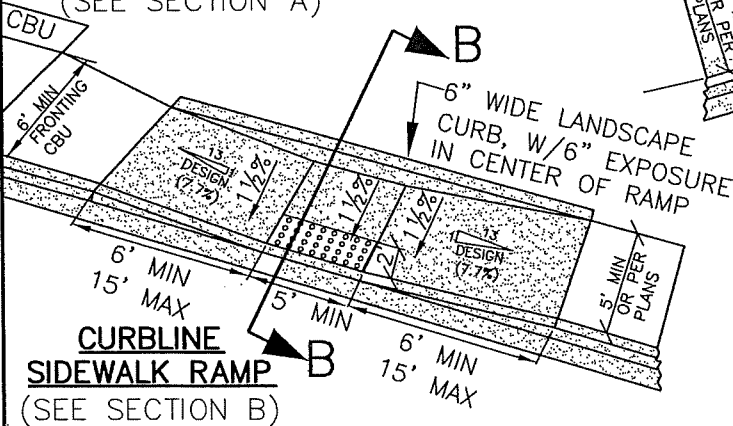 (SEE SECTION A)
CBU
6' MIN
FRONTING
CBU
B
6" WIDE LANDSCAPE
CURB, W/6" EXPOSURE
IN CENTER OF RAMP
OR PER
PLANS
13
1
DESIGN
(7.7%)
1 1/2%
1 1/2%
1 1/2%
1
13
DESIGN
(7.7%)
2'
6' MIN
15' MAX
5' MIN
6' MIN
15' MAX
5' MIN
OR PER
PLANS
B
CURBLINE
SIDEWALK RAMP
(SEE SECTION B)